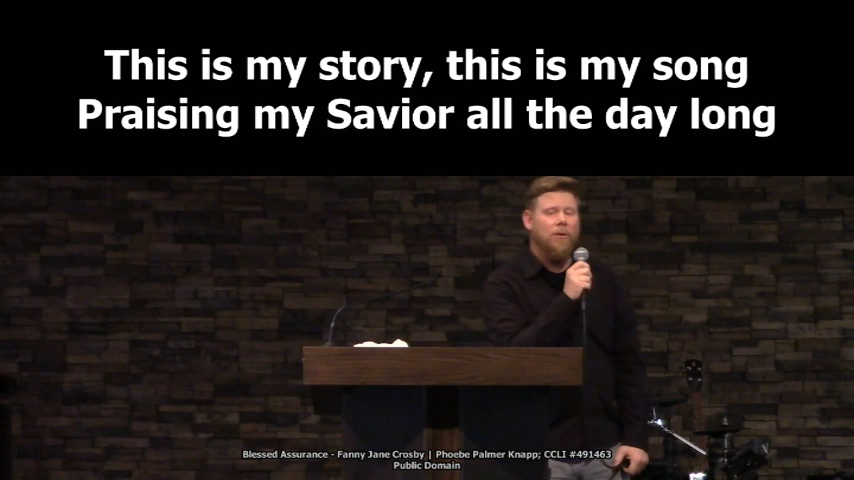 This is my story, this is my song
Praising my Savior all the day long
Blessed Assurance - Fanny Jane Crosby | Phoebe Palmer Knapp; CCLI #491463
Public Domain